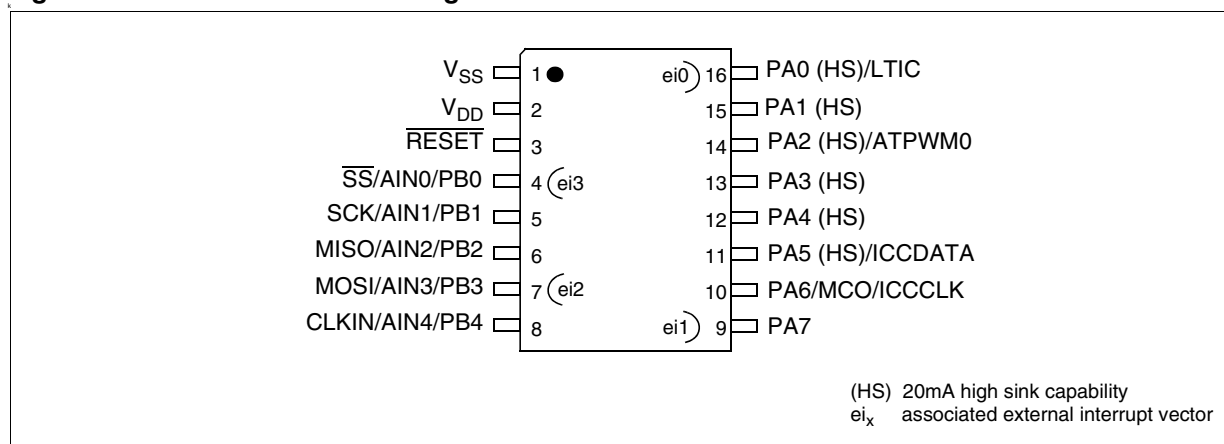 V_SS 1 ei0 16 PA0 (HS)/LTIC
V_DD 2 15 PA1 (HS)
RESET 3 14 PA2 (HS)/ATPWM0
SS/AIN0/PB0 4 ei3 13 PA3 (HS)
SCK/AIN1/PB1 5 12 PA4 (HS)
MISO/AIN2/PB2 6 11 PA5 (HS)/ICCDATA
MOSI/AIN3/PB3 7 ei2 10 PA6/MCO/ICCCLK
CLKIN/AIN4/PB4 8 ei1 9 PA7
(HS) 20mA high sink capability
ei_x associated external interrupt vector